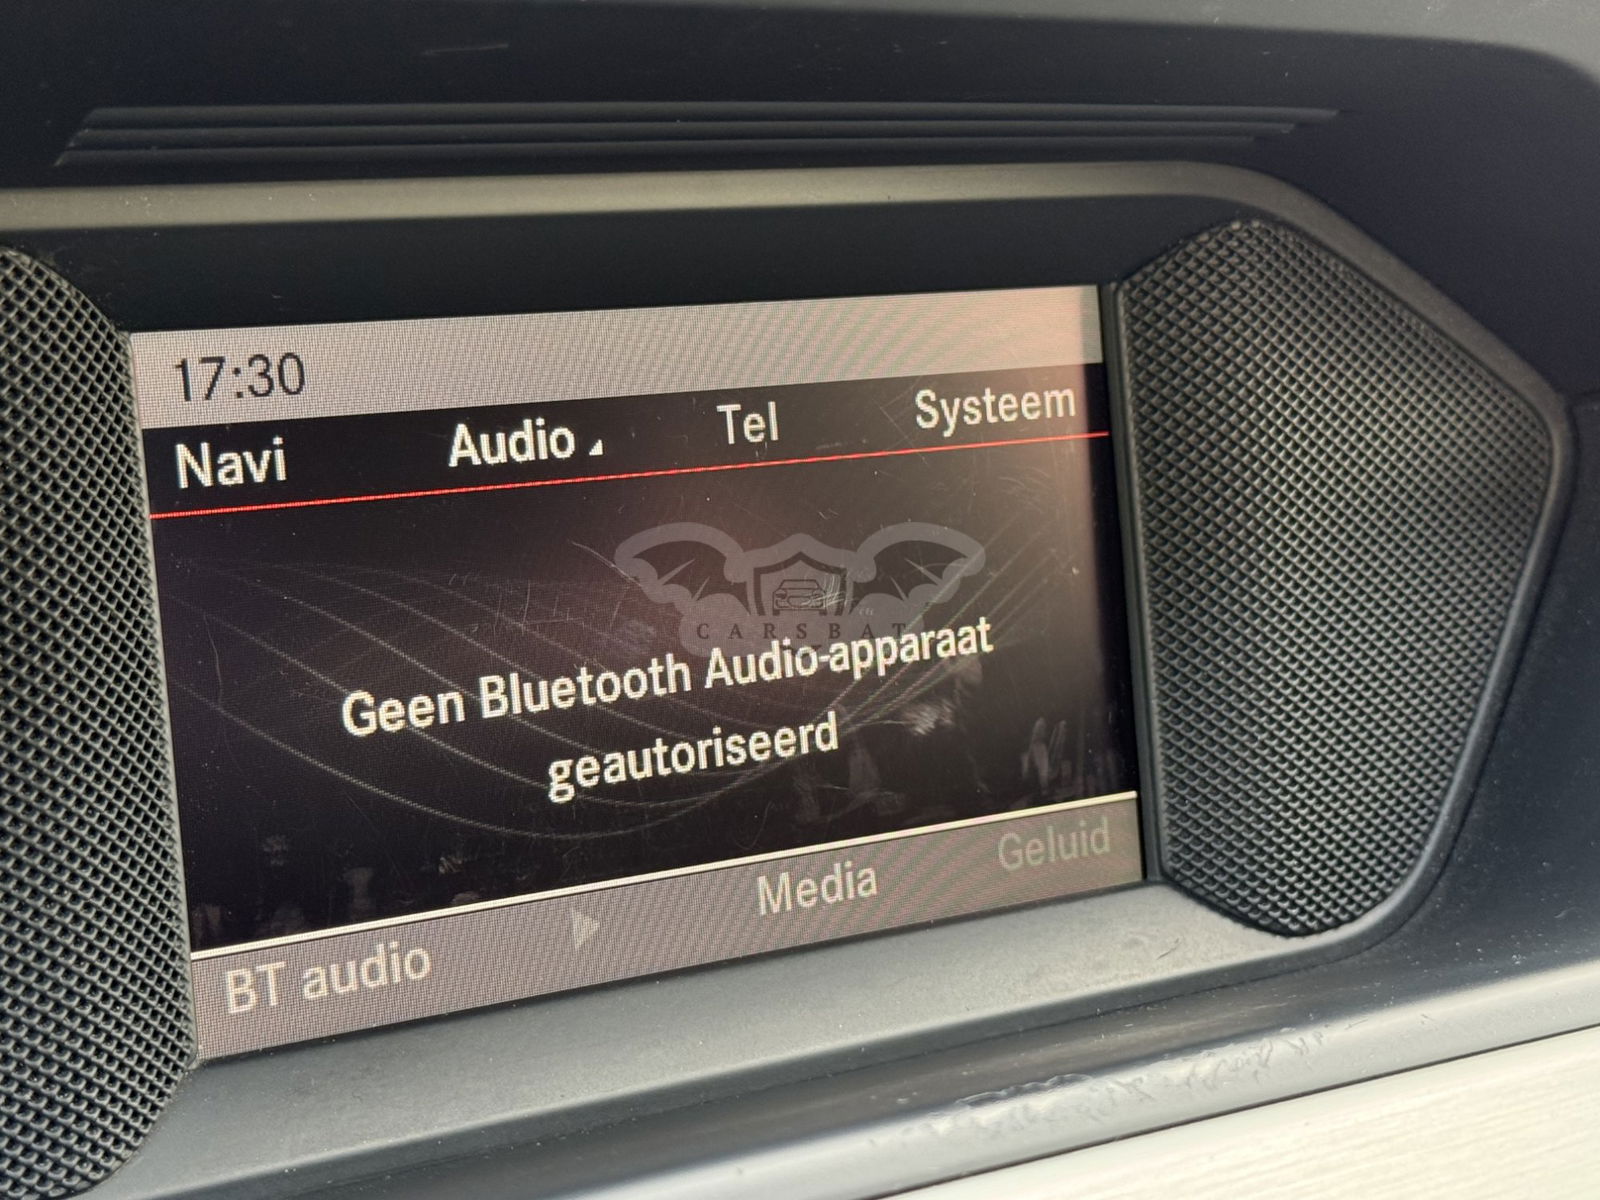 17:30
Navi Audio Tel Systeem
CARSBAT
Geen Bluetooth Audio-apparaat
geautoriseerd
BT audio Media Geluid